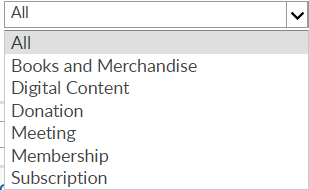 All
All
Books and Merchandise
Digital Content
Donation
Meeting
Membership
Subscription